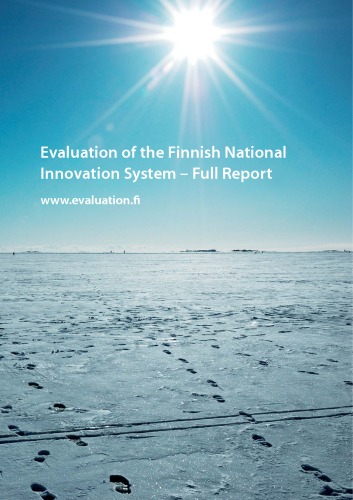 Evaluation of the Finnish National
Innovation System – Full Report
www.evaluation.fi